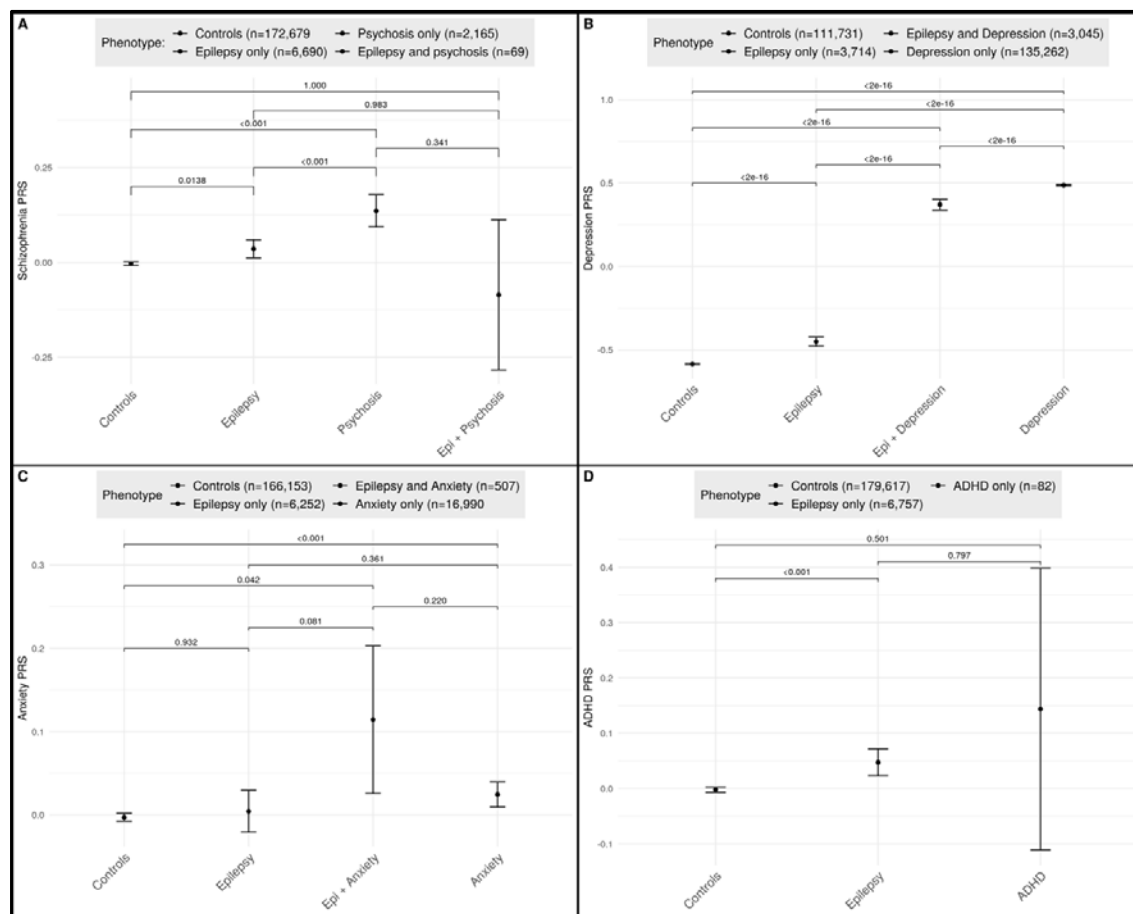 A
Phenotype:
Controls (n=172,679
Psychosis only (n=2,165)
Epilepsy only (n=6,690)
Epilepsy and psychosis (n=69)
1.000
0.983
<0.001
0.341
<0.001
0.0138
0.25
0.00
-0.25
Schizophrenia PRS
Controls
Epilepsy
Psychosis
Epi + Psychosis
B
Phenotype
Controls (n=111,731)
Epilepsy and Depression (n=3,045)
Epilepsy only (n=3,714)
Depression only (n=135,262)
<2e-16
<2e-16
<2e-16
<2e-16
<2e-16
<2e-16
1.0
0.5
0.0
-0.5
Depression PRS
Controls
Epilepsy
Epi + Depression
Depression
C
Phenotype
Controls (n=166,153)
Epilepsy and Anxiety (n=507)
Epilepsy only (n=6,252)
Anxiety only (n=16,990
<0.001
0.361
0.042
0.220
0.081
0.932
0.3
0.2
0.1
0.0
Anxiety PRS
Controls
Epilepsy
Epi + Anxiety
Anxiety
D
Phenotype
Controls (n=179,617)
ADHD only (n=82)
Epilepsy only (n=6,757)
0.501
0.797
<0.001
0.4
0.3
0.2
0.1
0.0
-0.1
ADHD PRS
Controls
Epilepsy
ADHD